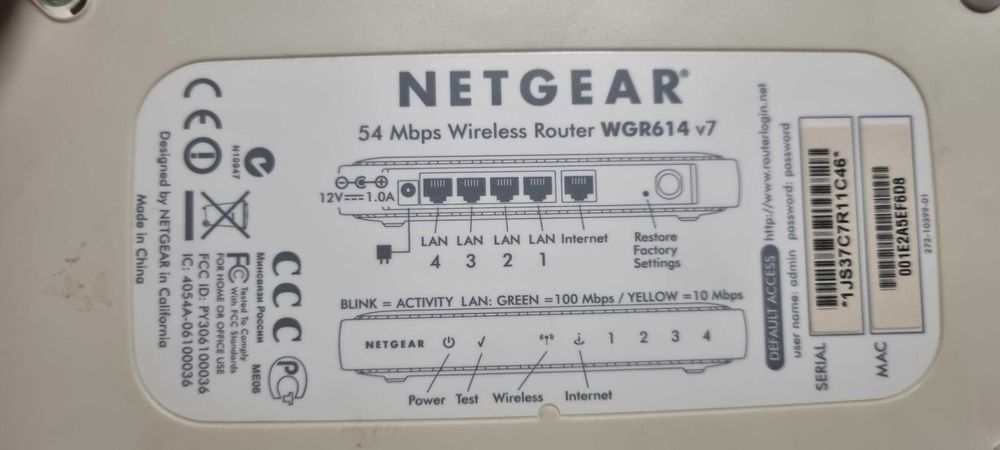 NETGEAR®
54 Mbps Wireless Router WGR614 v7
12V⎓1.0A
LAN LAN LAN LAN Internet
4 3 2 1
Restore
Factory
Settings
BLINK = ACTIVITY LAN: GREEN =100 Mbps / YELLOW =10 Mbps
NETGEAR 1 2 3 4
Power Test Wireless Internet
CE
N10947
Designed by NETGEAR in California
Made in China
CCC
Минсвязи России
ME06
PCT
FC Tested To Comply
With FCC Standards
FOR HOME OR OFFICE USE
FCC ID: PY306100036
IC: 4054A-06100036
DEFAULT ACCESS http://www.routerlogin.net
user name: admin password: password
SERIAL
*1JS37C7R11C46*
MAC
001E2A5EF6D8
272-10399-01